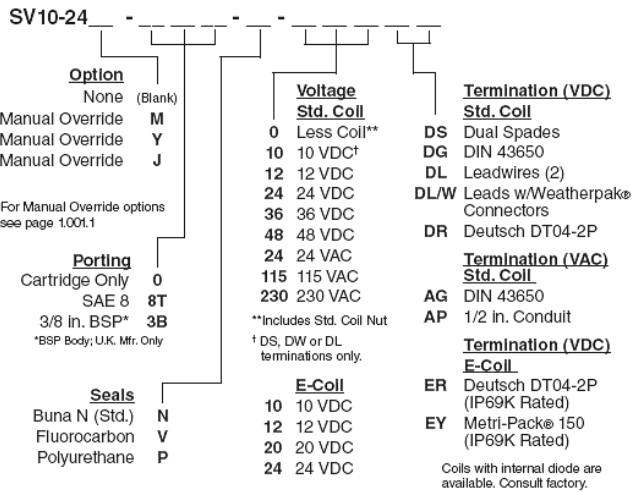 SV10-24__ - __ __ __ - __ - __ __ __ __ __
Option
None (Blank)
Manual Override M
Manual Override Y
Manual Override J
For Manual Override options
see page 1.001.1
Porting
Cartridge Only 0
SAE 8 8T
3/8 in. BSP* 3B
*BSP Body; U.K. Mfr. Only
Seals
Buna N (Std.) N
Fluorocarbon V
Polyurethane P
Voltage
Std. Coil
0 Less Coil**
10 10 VDC†
12 12 VDC
24 24 VDC
36 36 VDC
48 48 VDC
24 24 VAC
115 115 VAC
230 230 VAC
**Includes Std. Coil Nut
† DS, DW or DL
terminations only.
E-Coil
10 10 VDC
12 12 VDC
20 20 VDC
24 24 VDC
Termination (VDC)
Std. Coil
DS Dual Spades
DG DIN 43650
DL Leadwires (2)
DL/W Leads w/Weatherpak®
Connectors
DR Deutsch DT04-2P
Termination (VAC)
Std. Coil
AG DIN 43650
AP 1/2 in. Conduit
Termination (VDC)
E-Coil
ER Deutsch DT04-2P
(IP69K Rated)
EY Metri-Pack® 150
(IP69K Rated)
Coils with internal diode are
available. Consult factory.